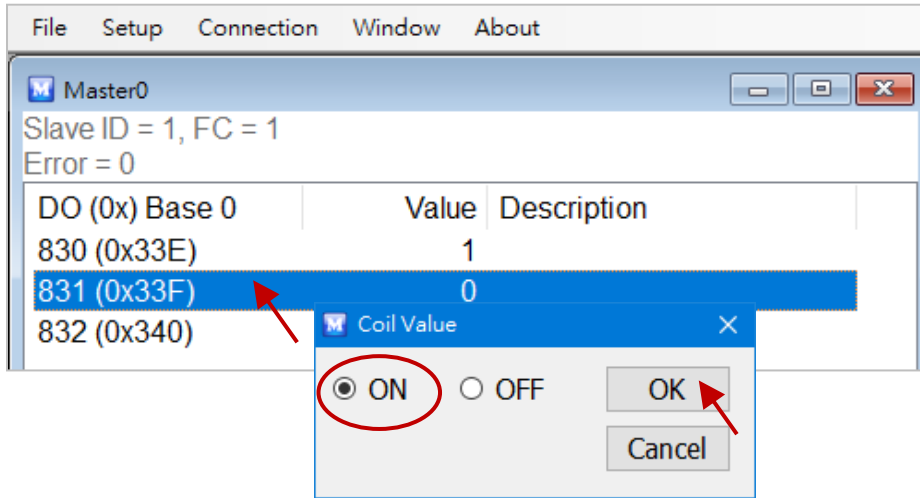 File Setup Connection Window About
M Master0
Slave ID = 1, FC = 1
Error = 0
DO (0x) Base 0 Value Description
830 (0x33E) 1
831 (0x33F) 0
832 (0x340)
M Coil Value
ON OFF OK
Cancel